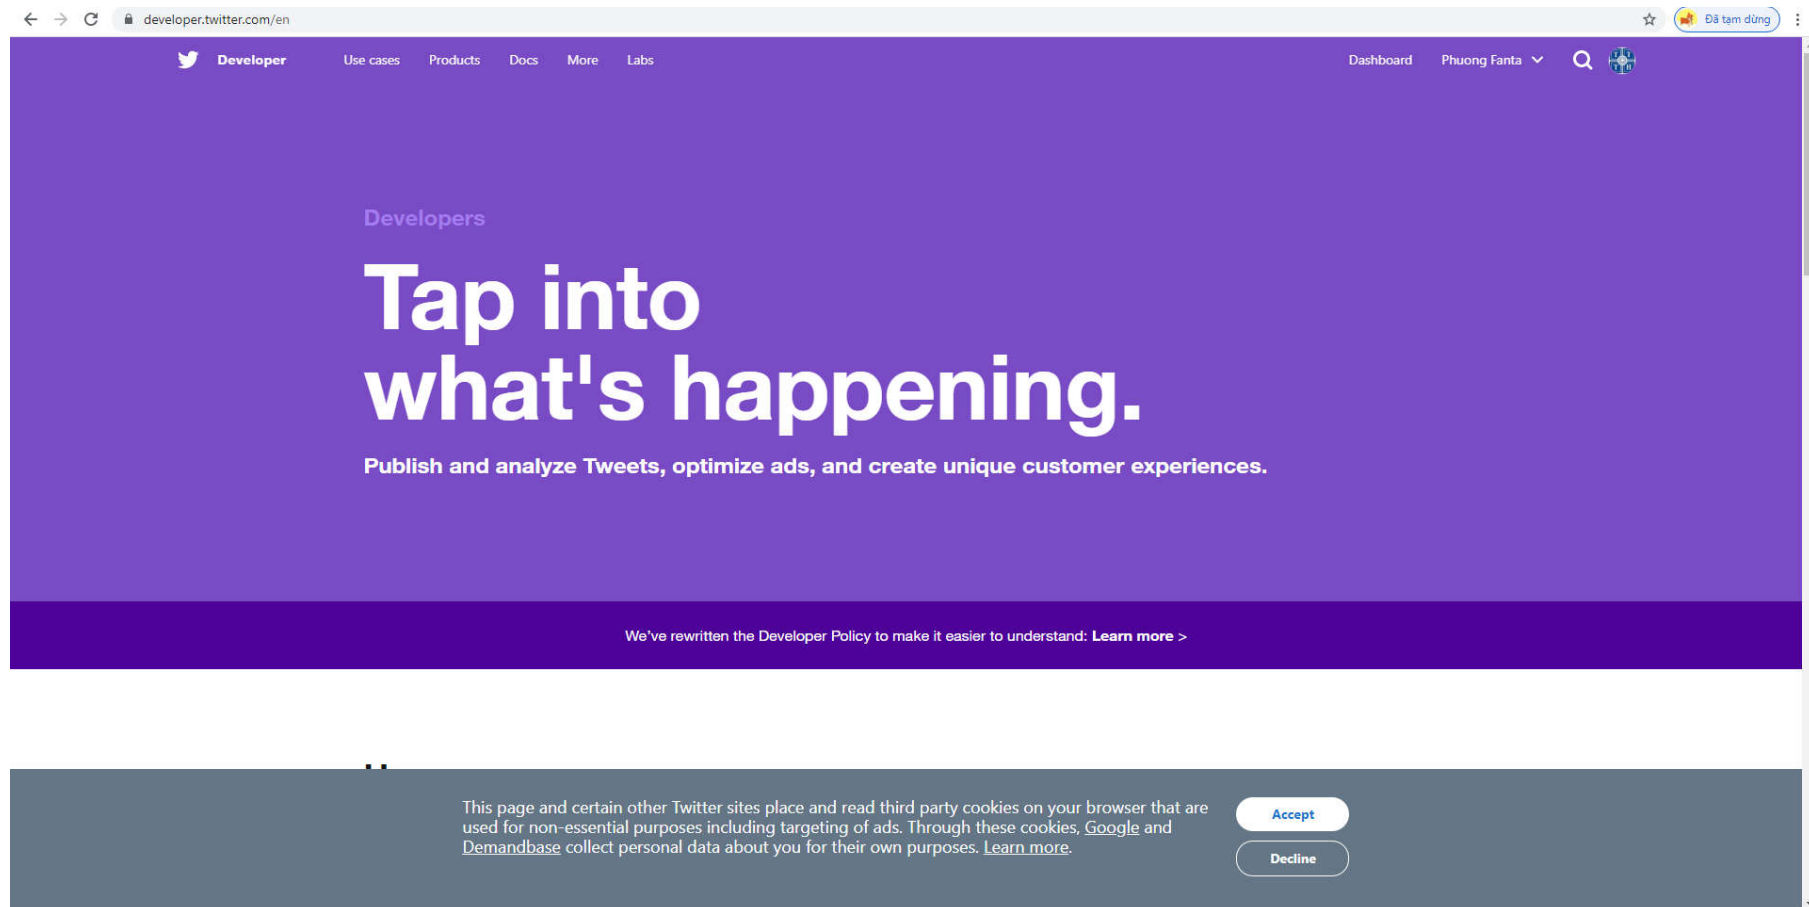 developer.twitter.com/en
Đã tạm dừng
Developer Use cases Products Docs More Labs Dashboard Phuong Fanta
Developers
Tap into
what's happening.
Publish and analyze Tweets, optimize ads, and create unique customer experiences.
We've rewritten the Developer Policy to make it easier to understand: Learn more >
This page and certain other Twitter sites place and read third party cookies on your browser that are
used for non-essential purposes including targeting of ads. Through these cookies, Google and
Demandbase collect personal data about you for their own purposes. Learn more.
Accept
Decline